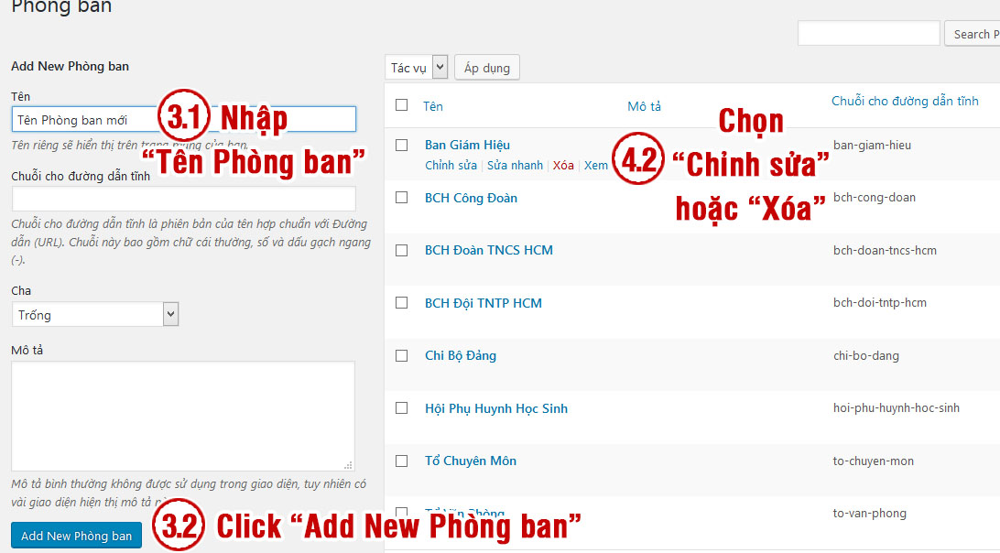 Phòng ban
Search P
Add New Phòng ban
Tên
Tên Phòng ban mới
3.1 Nhập
“Tên Phòng ban”
Tên riêng sẽ hiển thị trên trang mạng của bạn.
Chuỗi cho đường dẫn tĩnh
Chuỗi cho đường dẫn tĩnh là phiên bản của tên hợp chuẩn với Đường
dẫn (URL). Chuỗi này bao gồm chữ cái thường, số và dấu gạch ngang
(-).
Cha
Trống
Mô tả
Mô tả bình thường không được sử dụng trong giao diện, tuy nhiên có
vài giao diện hiện thị mô tả
Add New Phòng ban
3.2 Click “Add New Phòng ban”
Tác vụ
Áp dụng
Tên Mô tả Chuỗi cho đường dẫn tĩnh
Ban Giám Hiệu ban-giam-hieu
Chỉnh sửa | Sửa nhanh | Xóa | Xem
4.2 Chọn
“Chỉnh sửa”
hoặc “Xóa”
BCH Công Đoàn bch-cong-doan
BCH Đoàn TNCS HCM bch-doan-tncs-hcm
BCH Đội TNTP HCM bch-doi-tntp-hcm
Chi Bộ Đảng chi-bo-dang
Hội Phụ Huynh Học Sinh hoi-phu-huynh-hoc-sinh
Tổ Chuyên Môn to-chuyen-mon
Tổ Văn Phòng to-van-phong